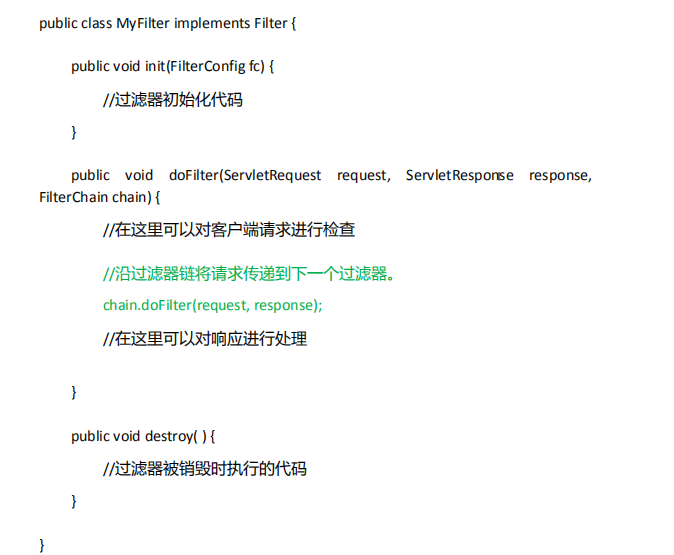 public class MyFilter implements Filter {
public void init(FilterConfig fc) {
//过滤器初始化代码
}
public void doFilter(ServletRequest request, ServletResponse response,
FilterChain chain) {
//在这里可以对客户端请求进行检查
//沿过滤器链将请求传递到下一个过滤器。
chain.doFilter(request, response);
//在这里可以对响应进行处理
}
public void destroy( ) {
//过滤器被销毁时执行的代码
}
}